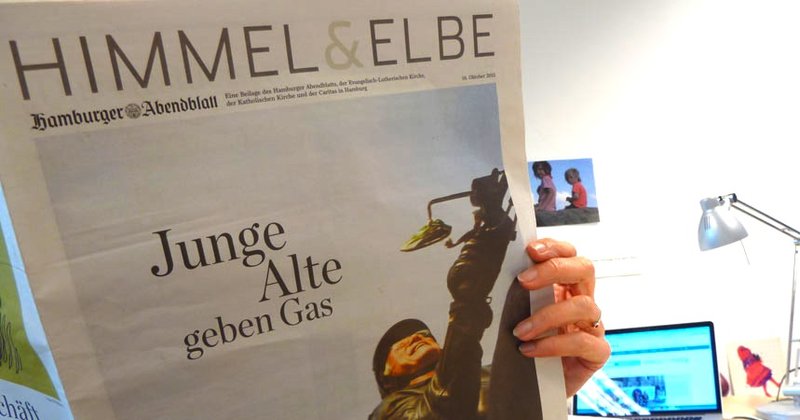 HIMMEL&ELBE
Hamburger Abendblatt
Eine Beilage des Hamburger Abendblatts, der Evangelisch-Lutherischen Kirche,
der Katholischen Kirche und der Caritas in Hamburg
Junge
Alte
geben Gas